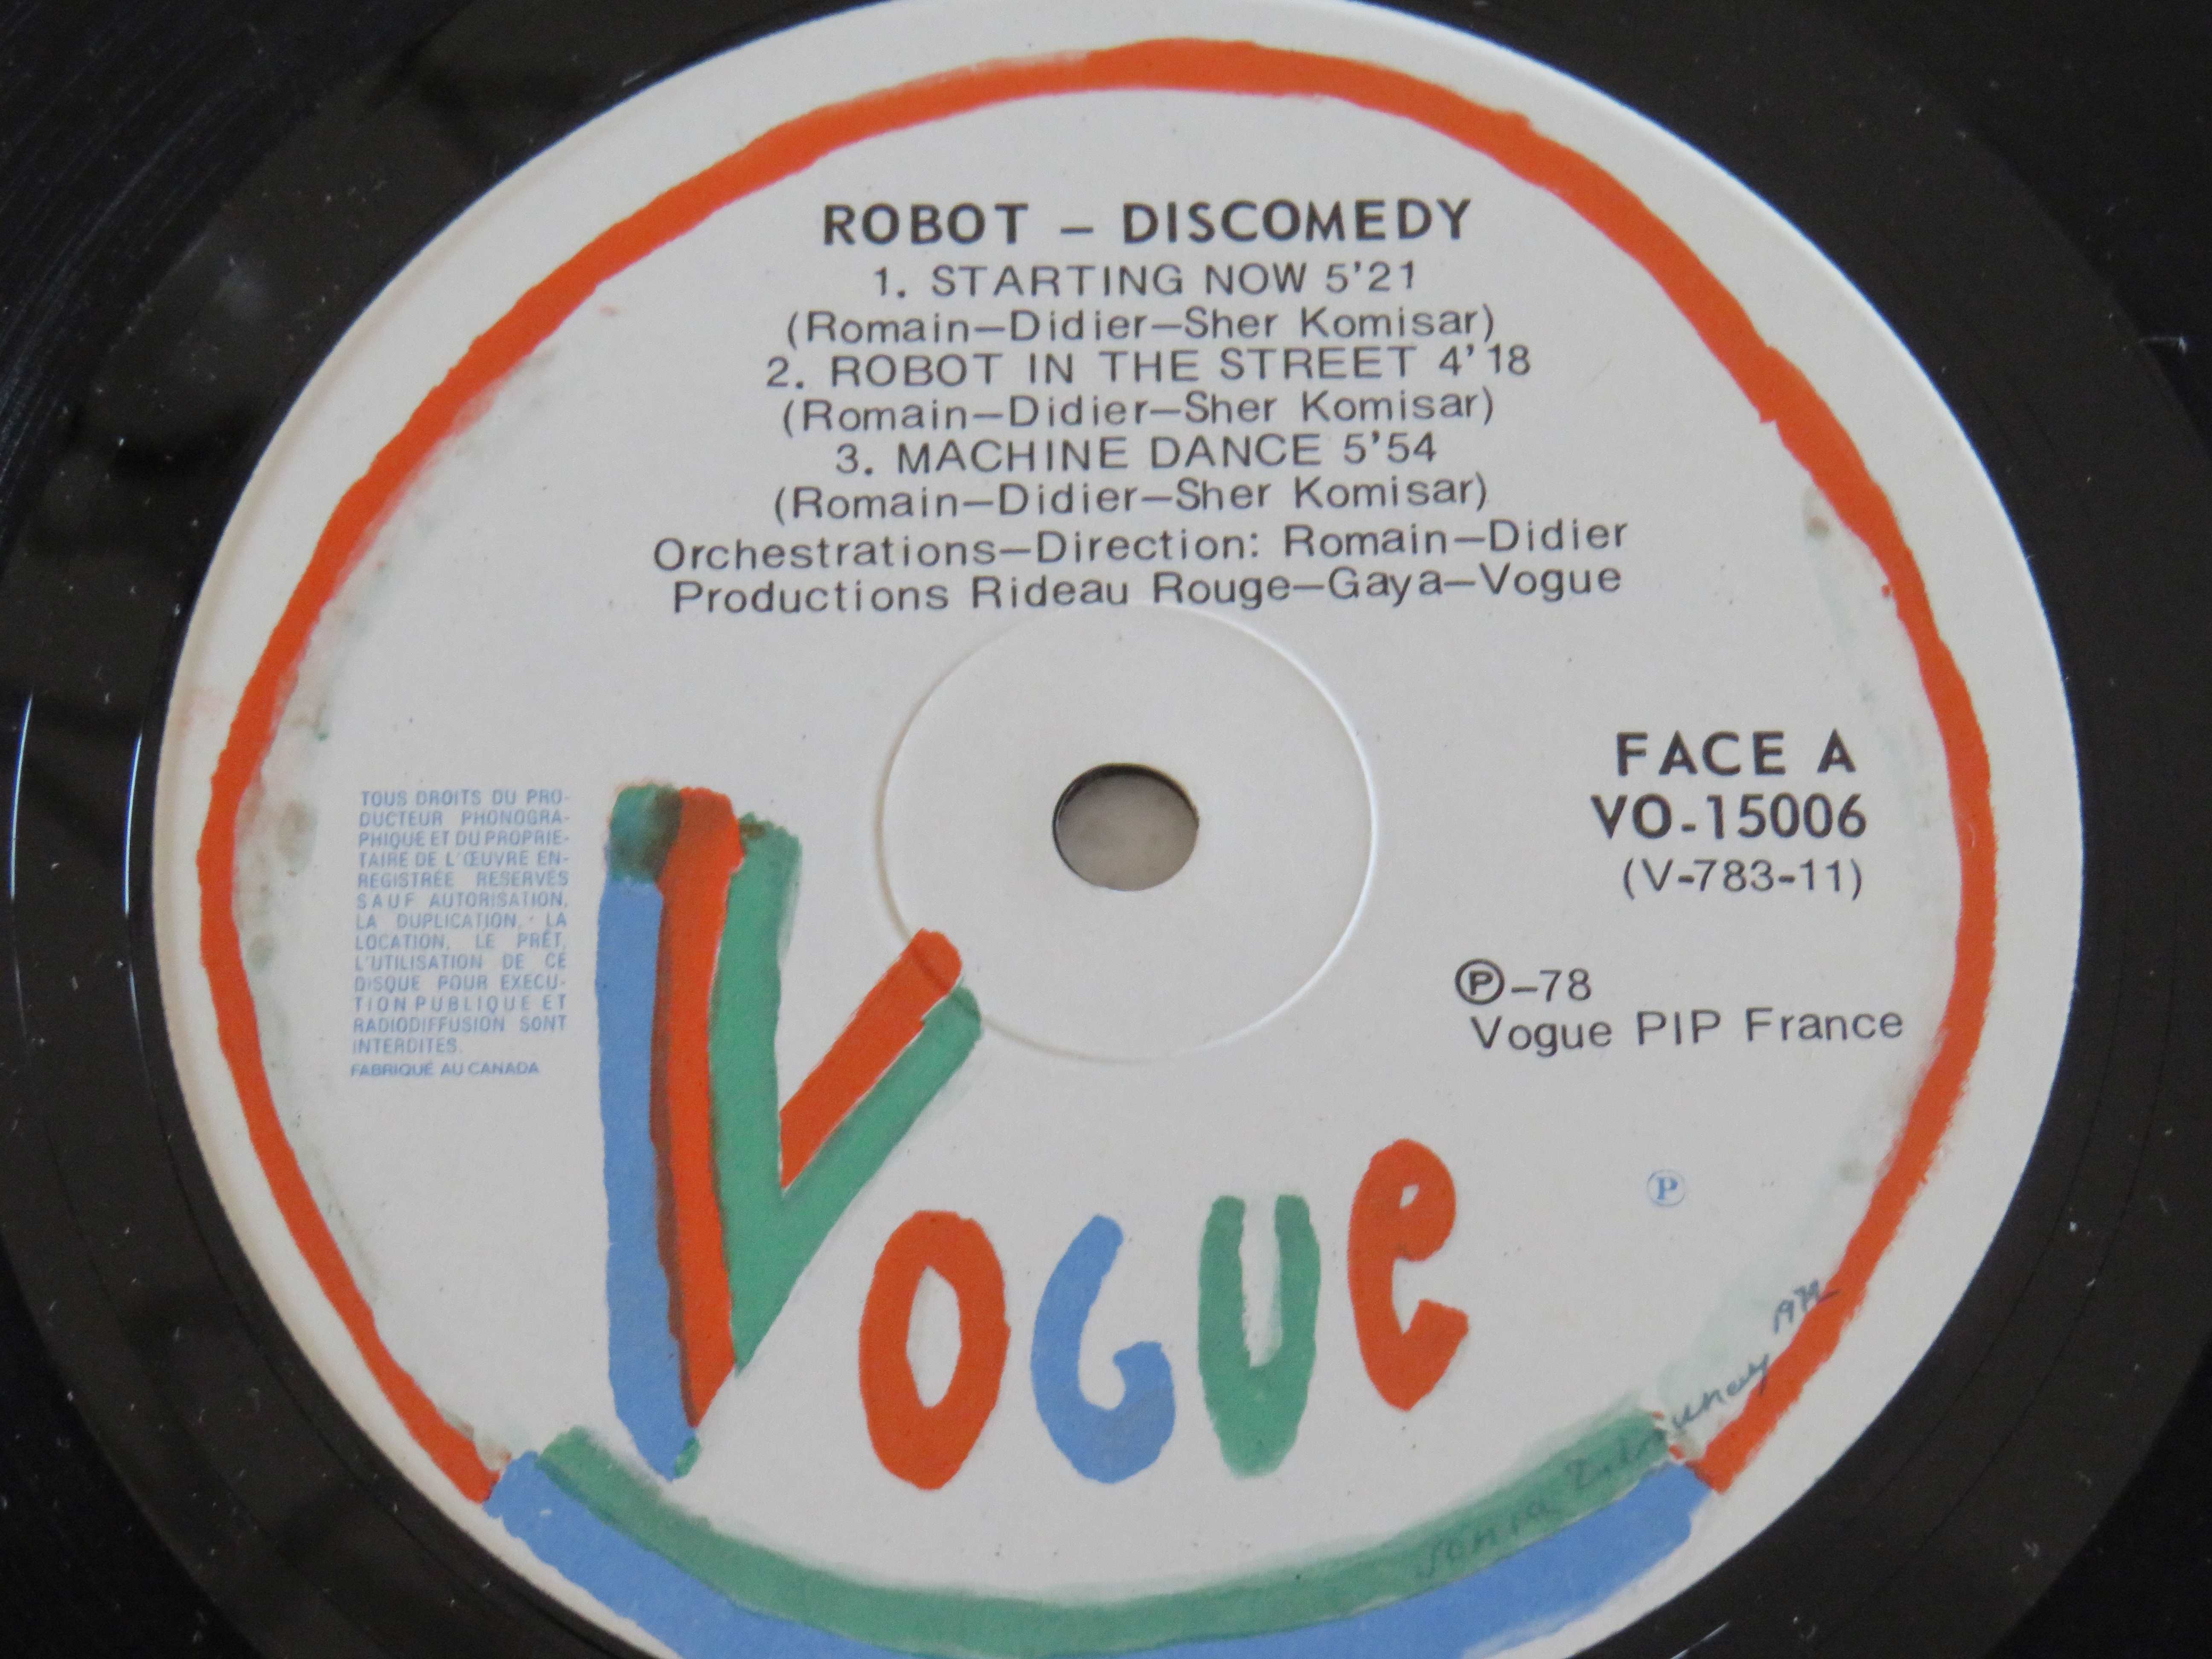 ROBOT – DISCOMEDY
1. STARTING NOW 5'21
(Romain–Didier–Sher Komisar)
2. ROBOT IN THE STREET 4'18
(Romain–Didier–Sher Komisar)
3. MACHINE DANCE 5'54
(Romain–Didier–Sher Komisar)
Orchestrations–Direction: Romain–Didier
Productions Rideau Rouge–Gaya–Vogue
FACE A
VO-15006
(V-783-11)
Ⓟ–78
Vogue PIP France
TOUS DROITS DU PRO-
DUCTEUR PHONOGRA-
PHIQUE ET DU PROPRIE-
TAIRE DE L'ŒUVRE EN-
REGISTRÉE RESERVÉS
SAUF AUTORISATION,
LA DUPLICATION, LA
LOCATION, LE PRÊT,
L'UTILISATION DE CE
DISQUE POUR EXECU-
TION PUBLIQUE ET
RADIODIFFUSION SONT
INTERDITES.
FABRIQUÉ AU CANADA
VOGUe
Ⓟ
Sonia Delaunay